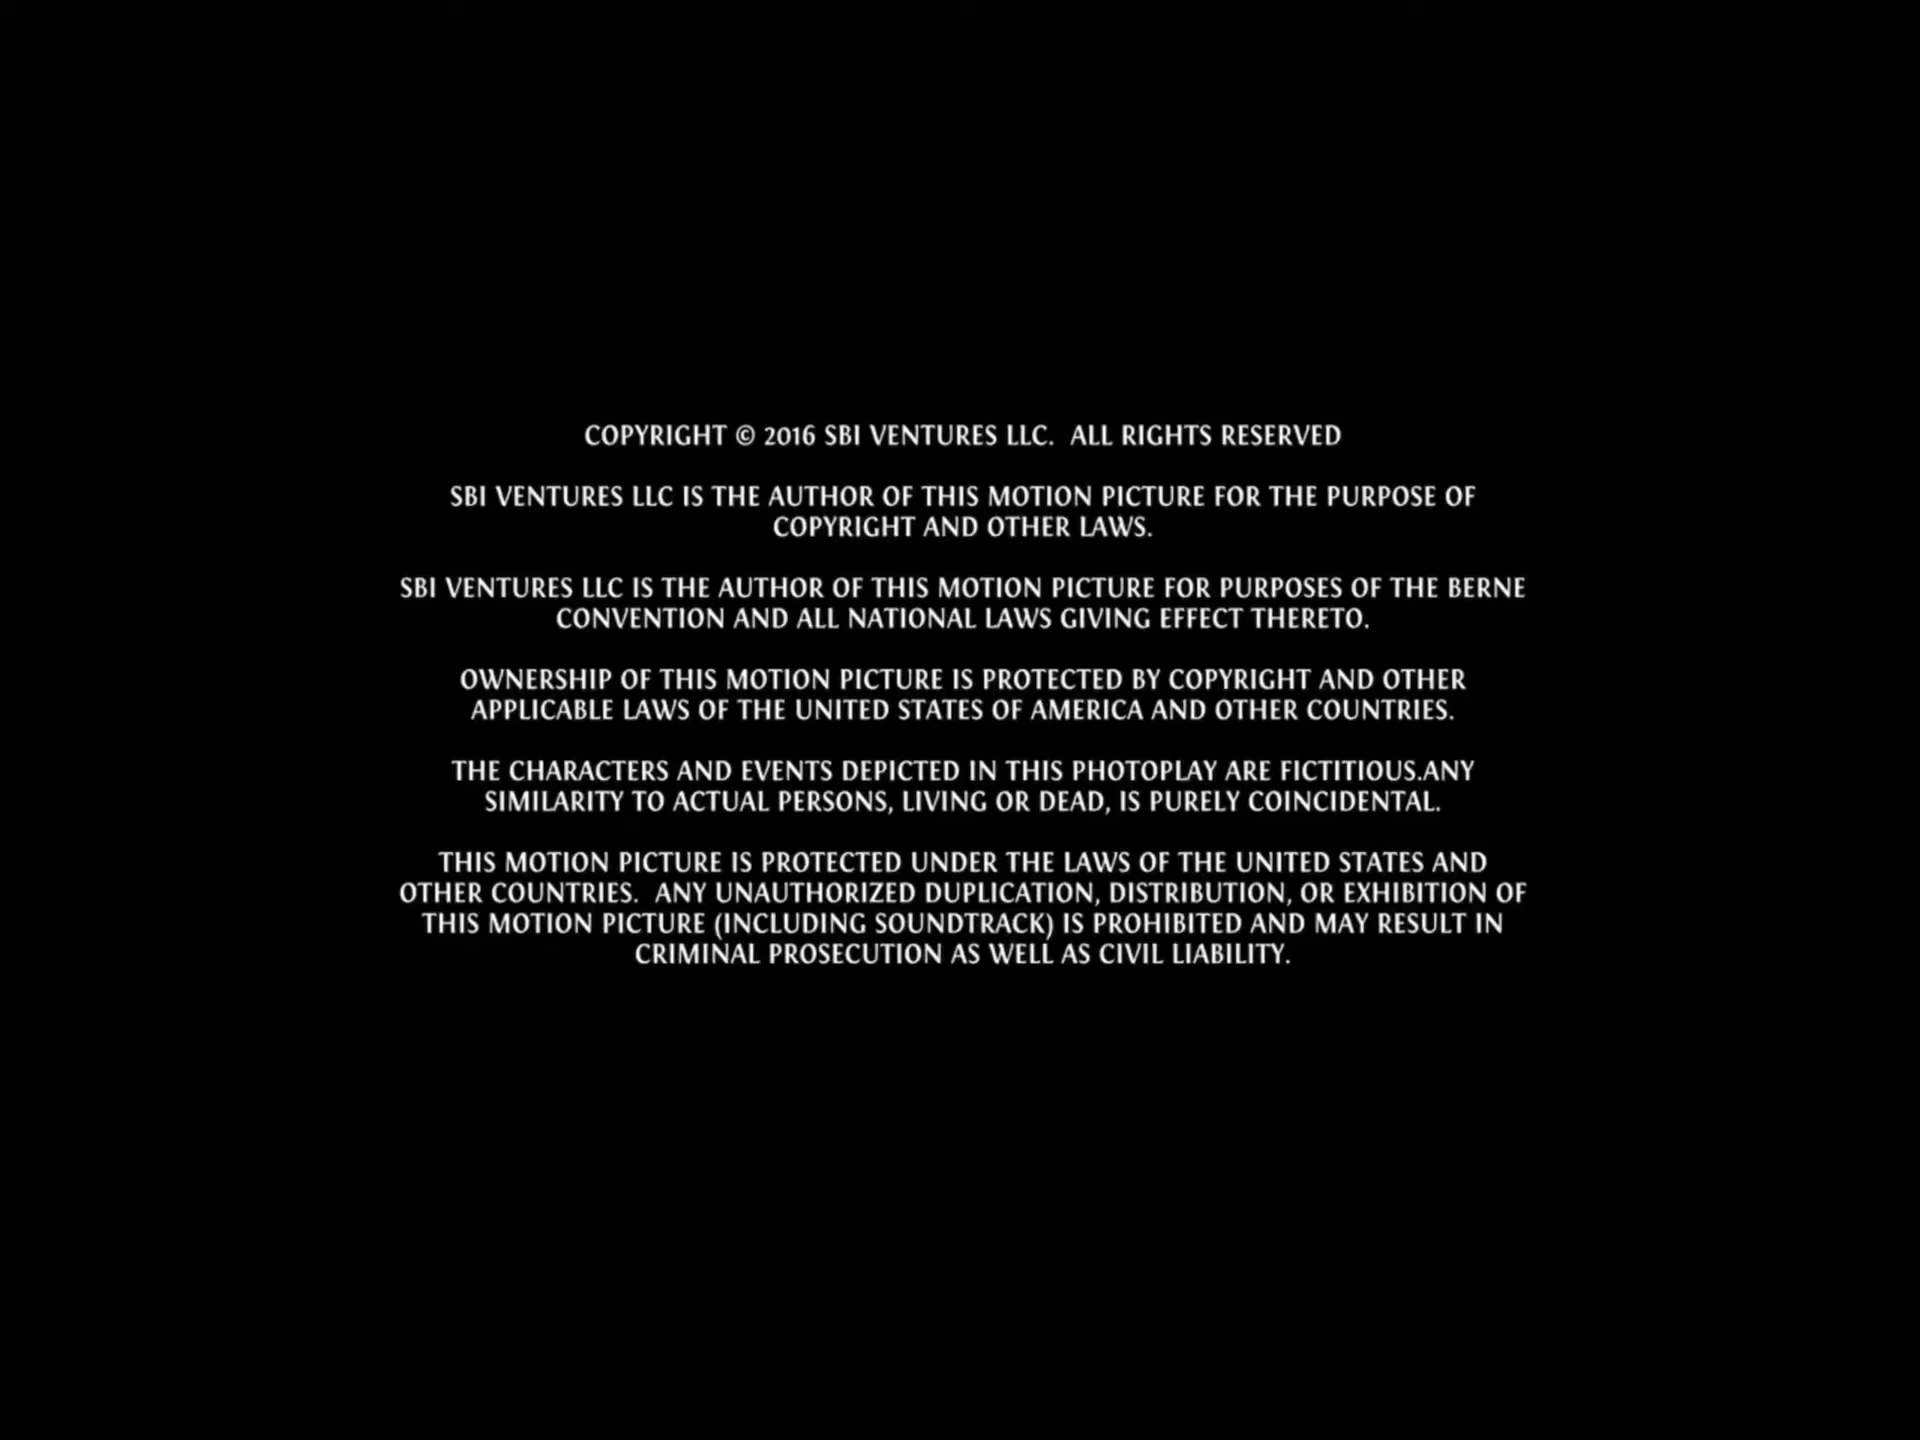 COPYRIGHT © 2016 SBI VENTURES LLC.  ALL RIGHTS RESERVED
SBI VENTURES LLC IS THE AUTHOR OF THIS MOTION PICTURE FOR THE PURPOSE OF
COPYRIGHT AND OTHER LAWS.
SBI VENTURES LLC IS THE AUTHOR OF THIS MOTION PICTURE FOR PURPOSES OF THE BERNE
CONVENTION AND ALL NATIONAL LAWS GIVING EFFECT THERETO.
OWNERSHIP OF THIS MOTION PICTURE IS PROTECTED BY COPYRIGHT AND OTHER
APPLICABLE LAWS OF THE UNITED STATES OF AMERICA AND OTHER COUNTRIES.
THE CHARACTERS AND EVENTS DEPICTED IN THIS PHOTOPLAY ARE FICTITIOUS.ANY
SIMILARITY TO ACTUAL PERSONS, LIVING OR DEAD, IS PURELY COINCIDENTAL.
THIS MOTION PICTURE IS PROTECTED UNDER THE LAWS OF THE UNITED STATES AND
OTHER COUNTRIES.  ANY UNAUTHORIZED DUPLICATION, DISTRIBUTION, OR EXHIBITION OF
THIS MOTION PICTURE (INCLUDING SOUNDTRACK) IS PROHIBITED AND MAY RESULT IN
CRIMINAL PROSECUTION AS WELL AS CIVIL LIABILITY.